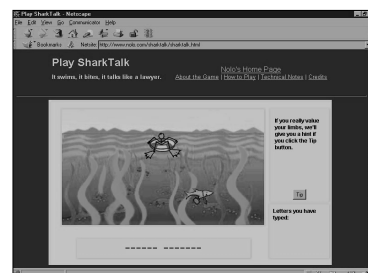 Play SharkTalk - Netscape
File Edit View Go Communicator Help
Bookmarks Netsite: http://www.nolo.com/sharktalk/sharktalk.html
Play SharkTalk
It swims, it bites, it talks like a lawyer.
Nolo's Home Page
About the Game | How to Play | Technical Notes | Credits
If you really value
your limbs, we'll
give you a hint if
you click the Tip
button.
Tip
Letters you have
typed:
------ -------